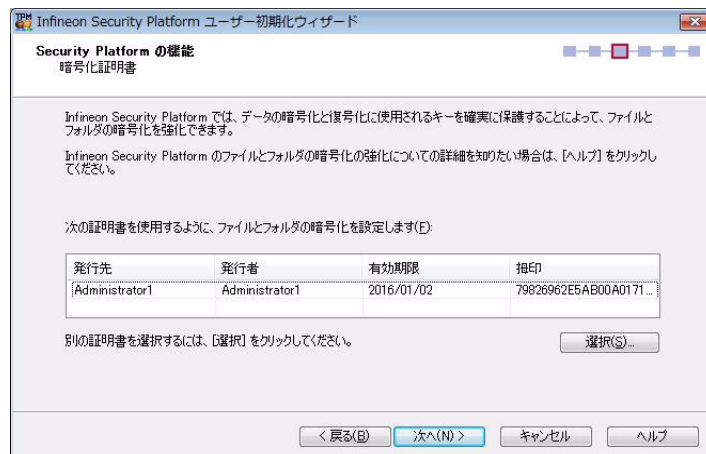 TPM
Infineon Security Platform ユーザー初期化ウィザード
Security Platform の機能
暗号化証明書
Infineon Security Platform では、データの暗号化と復号化に使用されるキーを確実に保護することによって、ファイルと
フォルダの暗号化を強化できます。
Infineon Security Platform のファイルとフォルダの暗号化の強化についての詳細を知りたい場合は、[ヘルプ] をクリックし
てください。
次の証明書を使用するように、ファイルとフォルダの暗号化を設定します(F):
発行先 発行者 有効期限 拇印
Administrator1 Administrator1 2016/01/02 79826962E5AB00A0171...
別の証明書を選択するには、[選択] をクリックしてください。
選択(S)...
< 戻る(B) 次へ(N) > キャンセル ヘルプ